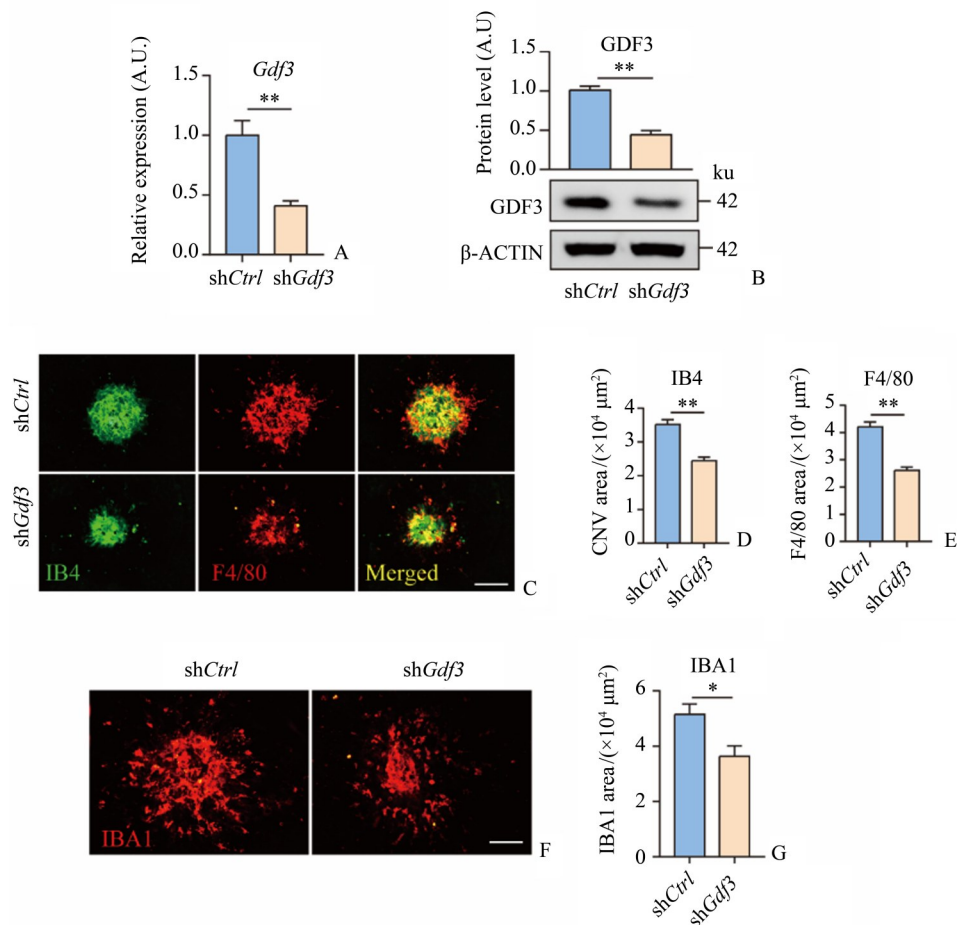 Gdf3
**
Relative expression (A.U.)
1.5
1.0
0.5
0.0
shCtrl shGdf3
A
GDF3
**
Protein level (A.U)
1.0
0.5
0.0
ku
GDF3
42
β-ACTIN
42
shCtrl shGdf3
B
shCtrl
shGdf3
IB4
F4/80
Merged
C
IB4
**
CNV area/(×10⁴ μm²)
4
3
2
1
0
shCtrl
shGdf3
D
F4/80
**
F4/80 area/(×10⁴ μm²)
5
4
3
2
1
0
shCtrl
shGdf3
E
shCtrl
shGdf3
IBA1
F
IBA1
*
IBA1 area/(×10⁴ μm²)
6
4
2
0
shCtrl
shGdf3
G